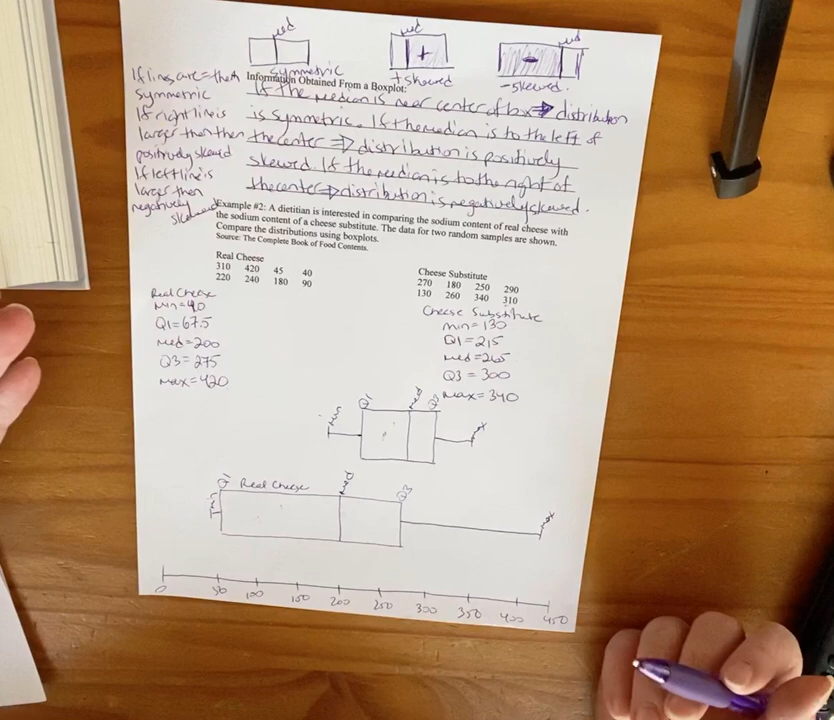 med
med
med
+
-
symmetric
+ skewed
- skewed.
If lines are = then
symmetric
If right line is
larger then then
positively skewed
If left line is
larger then
negatively
skewed
Information Obtained From a Boxplot:
If the median is near center of box ⇒ distribution
is symmetric. If the median is to the left of
the center ⇒ distribution is positively
skewed. If the median is to the right of
the center ⇒ distribution is negatively skewed.
Example #2: A dietitian is interested in comparing the sodium content of real cheese with
the sodium content of a cheese substitute. The data for two random samples are shown.
Compare the distributions using boxplots.
Source: The Complete Book of Food Contents.
Real Cheese
310 420 45 40
220 240 180 90
Cheese Substitute
270 180 250 290
130 260 340 310
Real Cheese
Min = 40
Q1 = 67.5
med = 200
Q3 = 275
max = 420
Cheese Substitute
min = 130
Q1 = 215
med = 265
Q3 = 300
max = 340
min
Q1
med
Q3
max
Min
Q1
Real Cheese
med
Q3
max
0 50 100 150 200 250 300 350 400 450